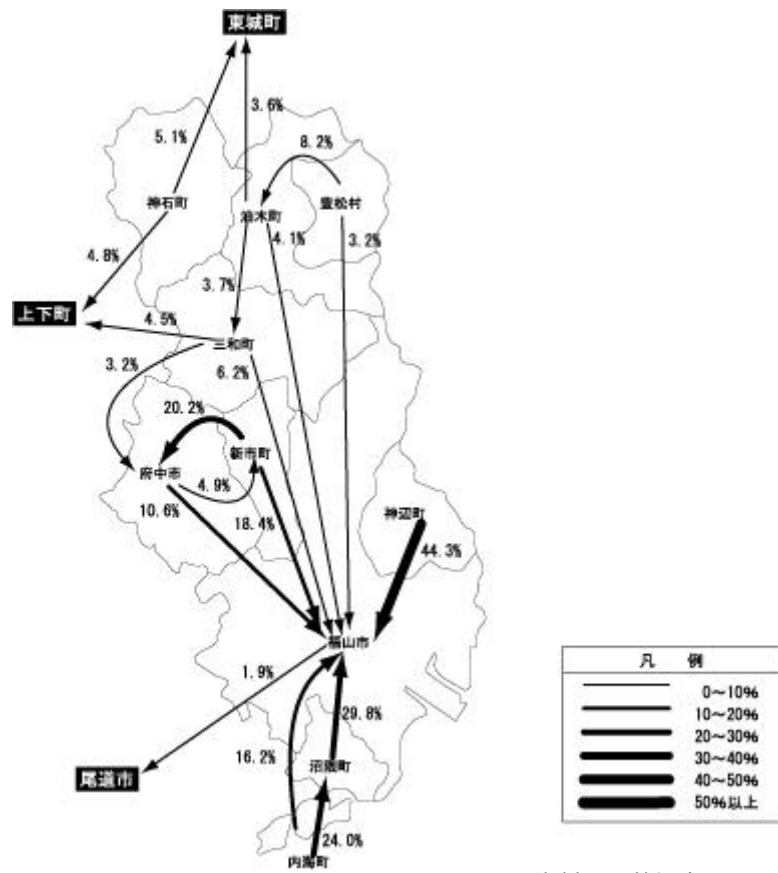 東城町
3.6%
8.2%
5.1%
神石町
油木町
豊松村
4.1%
3.2%
4.8%
3.7%
上下町
4.5%
三和町
3.2%
6.2%
20.2%
新市町
府中市
4.9%
10.6%
18.4%
神辺町
44.3%
福山市
1.9%
凡 例
0～10%
10～20%
20～30%
30～40%
40～50%
50%以上
29.8%
16.2%
沼隈町
尾道市
24.0%
内海町